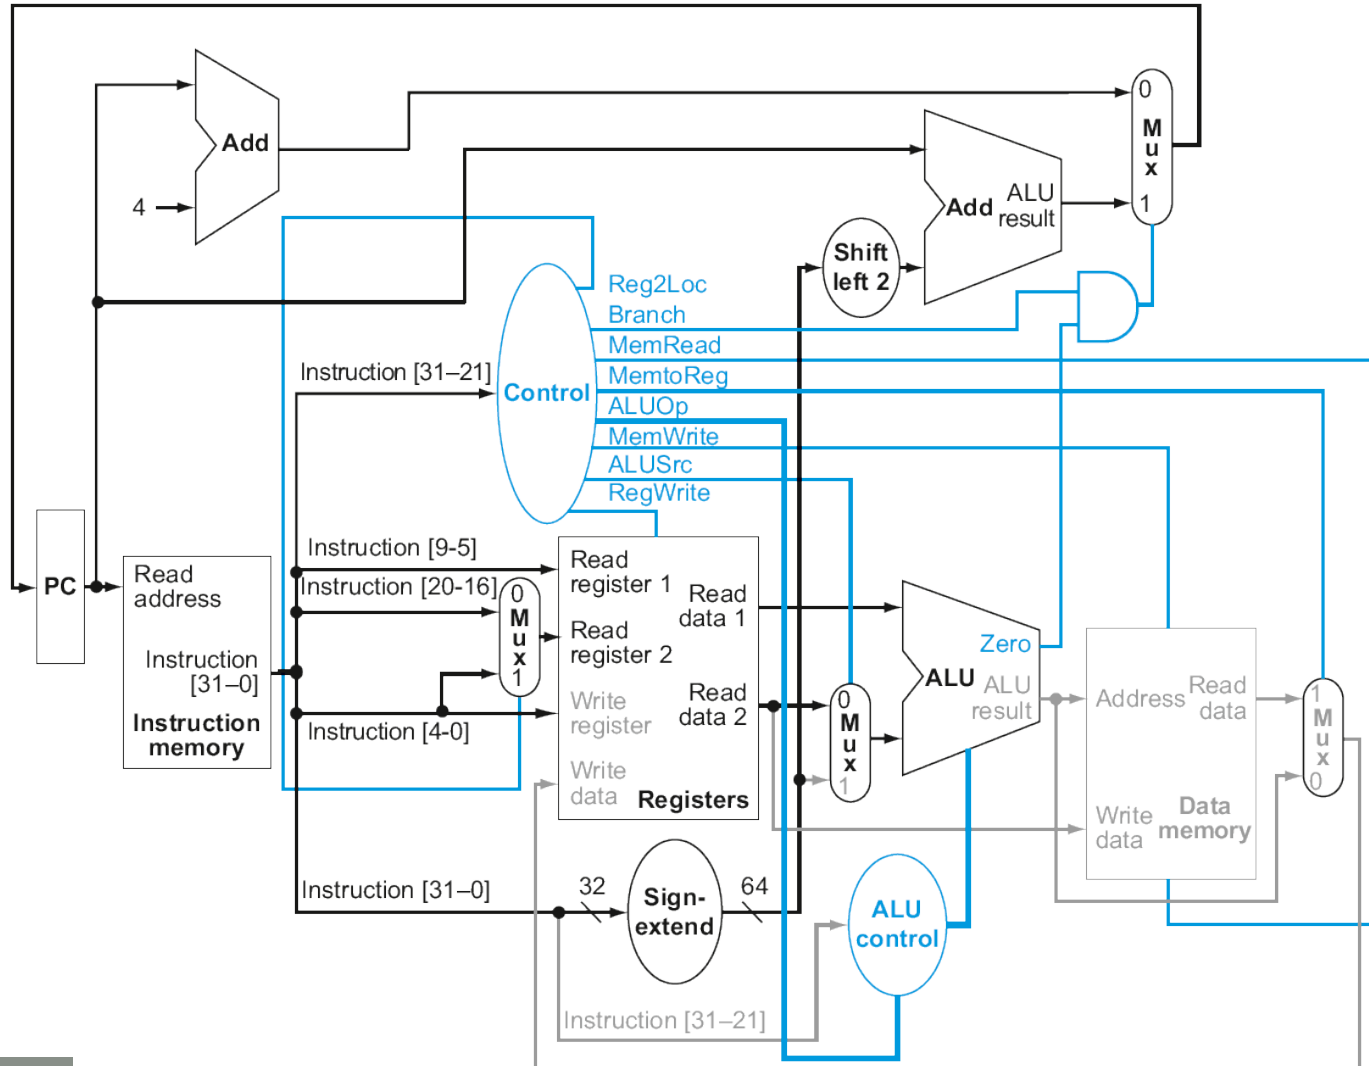 0
M
u
x
1
Add
4
Add
ALU
result
Shift
left 2
Reg2Loc
Branch
MemRead
MemtoReg
ALUOp
MemWrite
ALUSrc
RegWrite
Control
Instruction [31–21]
PC
Read
address
Instruction
[31–0]
Instruction
memory
Instruction [9-5]
Instruction [20-16]
Instruction [4-0]
0
M
u
x
1
Read
register 1
Read
register 2
Write
register
Write
data
Read
data 1
Read
data 2
Registers
0
M
u
x
1
Zero
ALU
ALU
result
Address
Read
data
Write
data
Data
memory
1
M
u
x
0
Instruction [31–0]
32
Sign-
extend
64
ALU
control
Instruction [31–21]